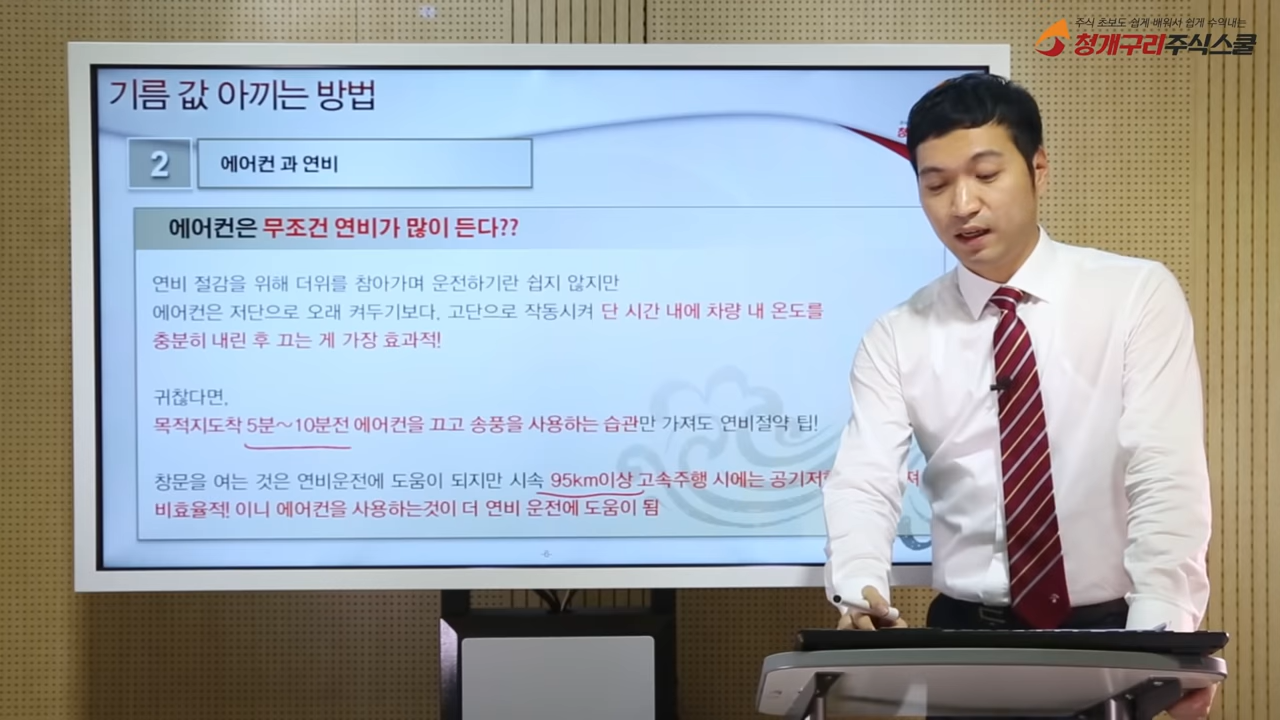 주식 초보도 쉽게 배워서 쉽게 수익내는
청개구리주식스쿨
기름 값 아끼는 방법
2
에어컨 과 연비
에어컨은 무조건 연비가 많이 든다??
연비 절감을 위해 더위를 참아가며 운전하기란 쉽지 않지만
에어컨은 저단으로 오래 켜두기보다, 고단으로 작동시켜 단 시간 내에 차량 내 온도를
충분히 내린 후 끄는 게 가장 효과적!
귀찮다면,
목적지도착 5분~10분전 에어컨을 끄고 송풍을 사용하는 습관만 가져도 연비절약 팁!
창문을 여는 것은 연비운전에 도움이 되지만 시속 95km이상 고속주행 시에는
비효율적! 이니 에어컨을 사용하는것이 더 연비 운전에 도움이 됨